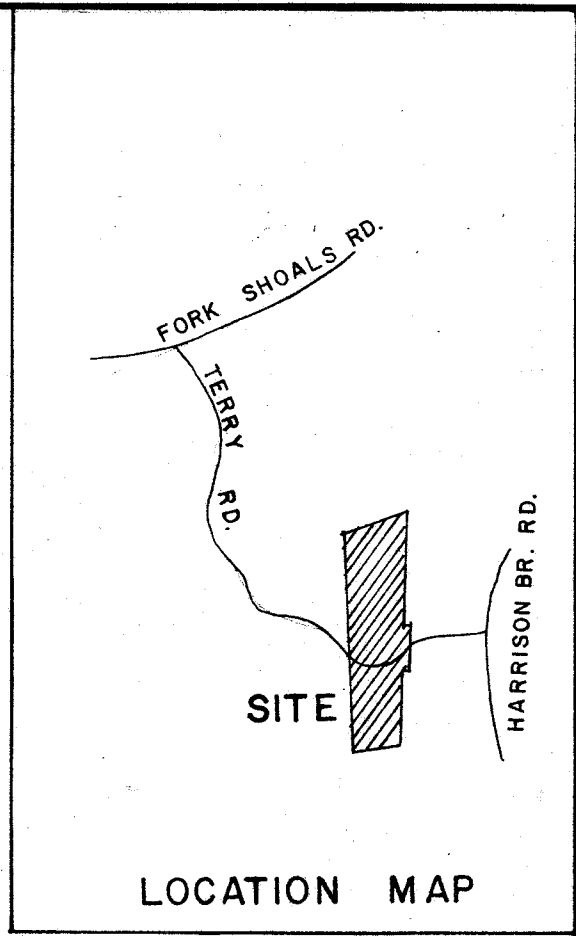 FORK SHOALS RD.
TERRY RD.
HARRISON BR. RD.
SITE
LOCATION MAP